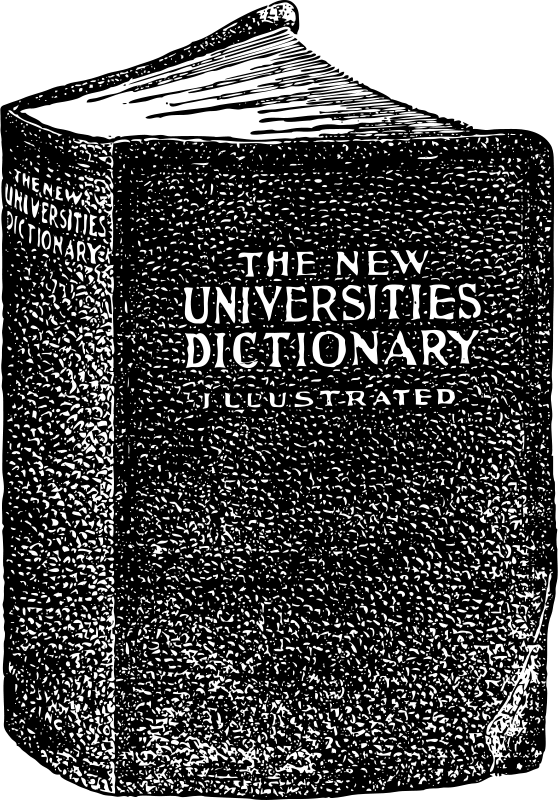 THE NEW
UNIVERSITIES
DICTIONARY
THE NEW
UNIVERSITIES
DICTIONARY
ILLUSTRATED